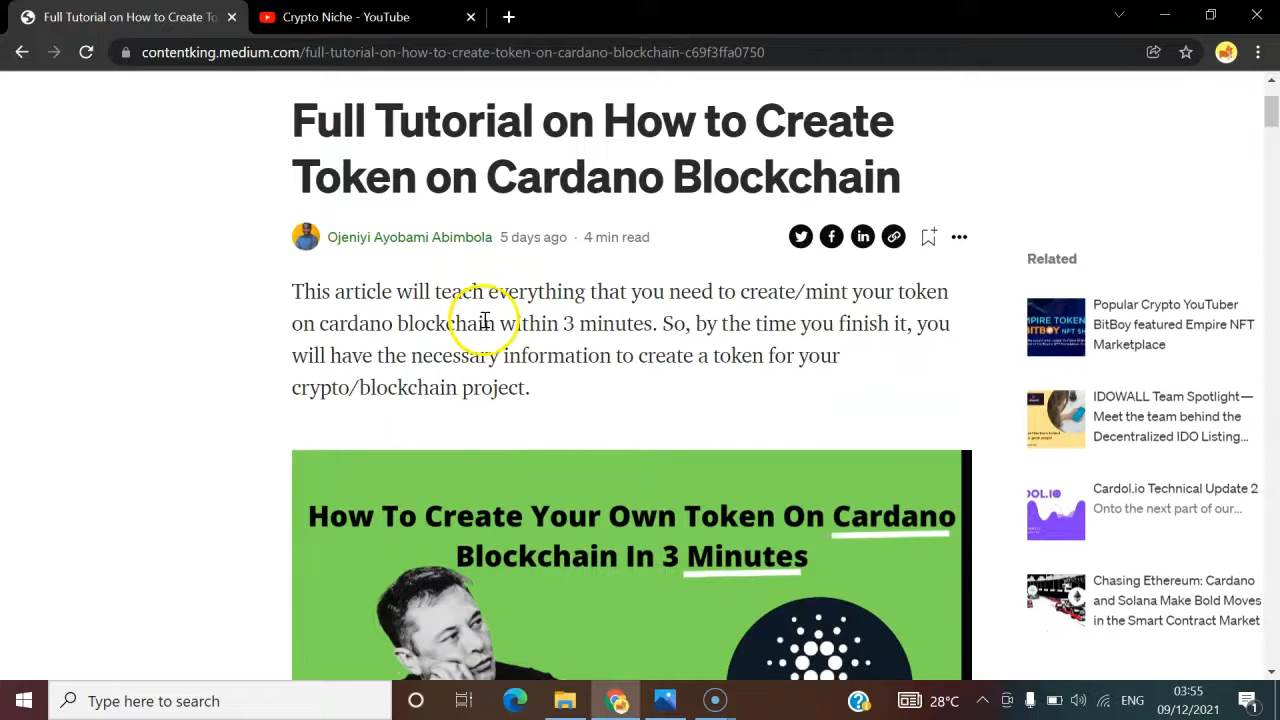 Full Tutorial on How to Create To
Crypto Niche - YouTube
contentking.medium.com/full-tutorial-on-how-to-create-token-on-cardano-blockchain-c69f3ffa0750
Full Tutorial on How to Create
Token on Cardano Blockchain
Ojeniyi Ayobami Abimbola 5 days ago · 4 min read
This article will teach everything that you need to create/mint your token
on cardano blockchain within 3 minutes. So, by the time you finish it, you
will have the necessary information to create a token for your
crypto/blockchain project.
How To Create Your Own Token On Cardano
Blockchain In 3 Minutes
Related
Popular Crypto YouTuber
BitBoy featured Empire NFT
Marketplace
IDOWALL Team Spotlight—
Meet the team behind the
Decentralized IDO Listing...
Cardol.io Technical Update 2
Onto the next part of our...
Chasing Ethereum: Cardano
and Solana Make Bold Moves
in the Smart Contract Market
Type here to search
28°C
ENG
03:55
09/12/2021
1